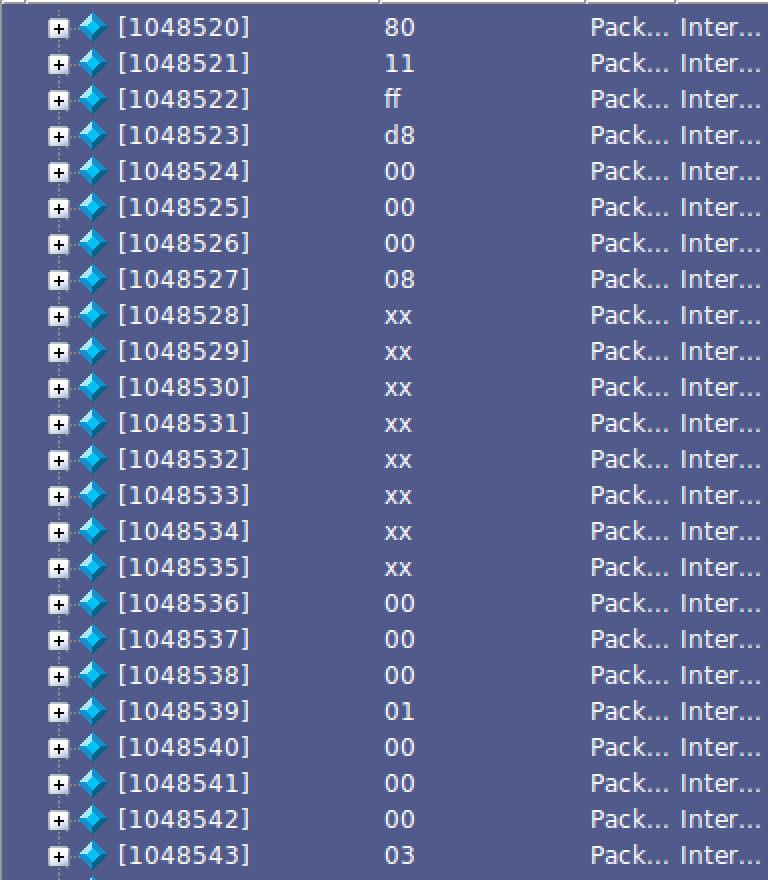 [1048520] 80 Pack... Inter...
[1048521] 11 Pack... Inter...
[1048522] ff Pack... Inter...
[1048523] d8 Pack... Inter...
[1048524] 00 Pack... Inter...
[1048525] 00 Pack... Inter...
[1048526] 00 Pack... Inter...
[1048527] 08 Pack... Inter...
[1048528] xx Pack... Inter...
[1048529] xx Pack... Inter...
[1048530] xx Pack... Inter...
[1048531] xx Pack... Inter...
[1048532] xx Pack... Inter...
[1048533] xx Pack... Inter...
[1048534] xx Pack... Inter...
[1048535] xx Pack... Inter...
[1048536] 00 Pack... Inter...
[1048537] 00 Pack... Inter...
[1048538] 00 Pack... Inter...
[1048539] 01 Pack... Inter...
[1048540] 00 Pack... Inter...
[1048541] 00 Pack... Inter...
[1048542] 00 Pack... Inter...
[1048543] 03 Pack... Inter...